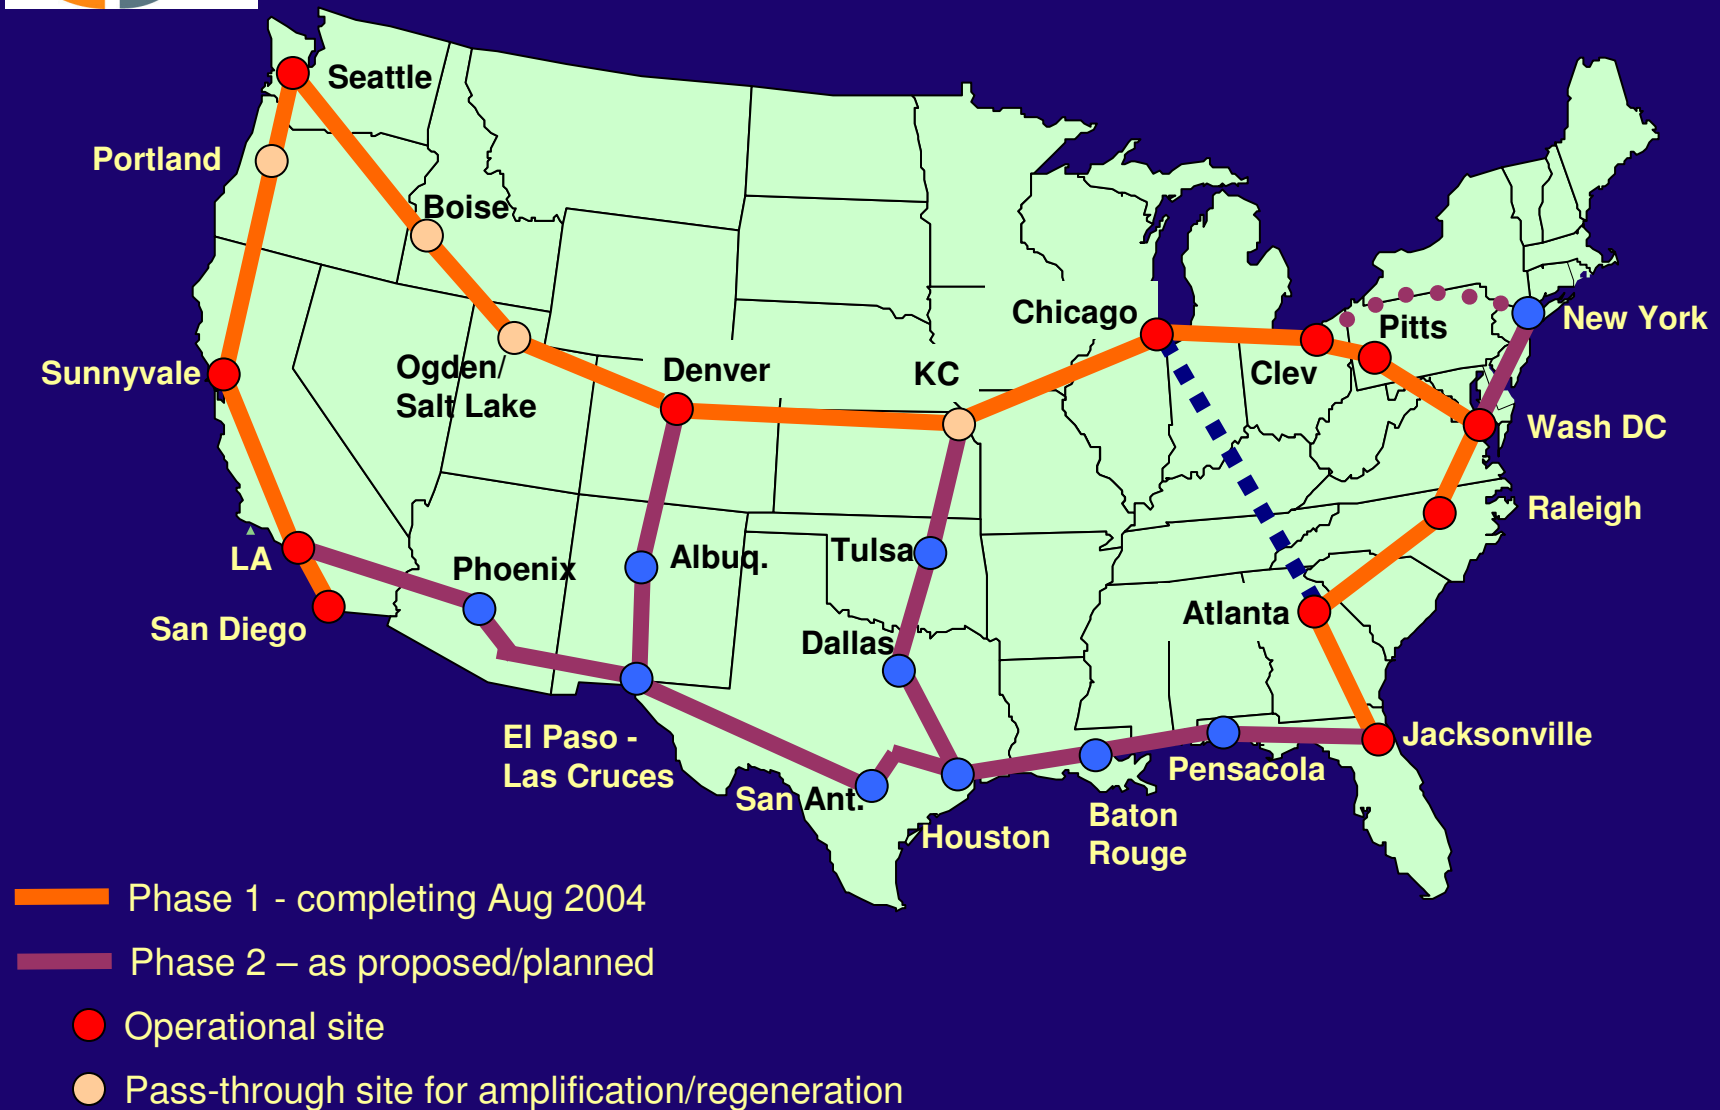 Seattle
Portland
Boise
Chicago
Pitts
New York
Sunnyvale
Ogden/
Salt Lake
Denver
KC
Clev
Wash DC
Raleigh
LA
Phoenix
Albuq.
Tulsa
San Diego
Dallas
Atlanta
El Paso -
Las Cruces
San Ant.
Houston
Baton
Rouge
Pensacola
Jacksonville
Phase 1 - completing Aug 2004
Phase 2 – as proposed/planned
Operational site
Pass-through site for amplification/regeneration